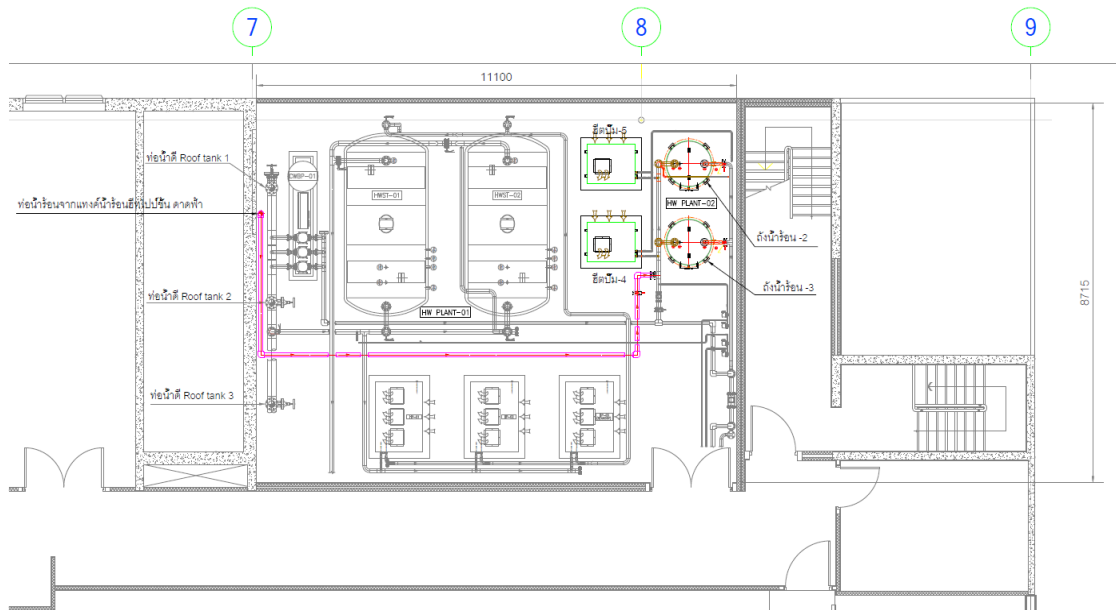 7
8
9
11100
ฮีตปั๊ม-5
ท่อน้ำดี Roof tank 1
CWBP-01
HWST-01
HWST-02
HW PLANT-02
ท่อน้ำร้อนจากแทงค์น้ำร้อนฮีตปั๊มชั้น ดาดฟ้า
ถังน้ำร้อน -2
ฮีตปั๊ม-4
ถังน้ำร้อน -3
ท่อน้ำดี Roof tank 2
HW PLANT-01
8715
ท่อน้ำดี Roof tank 3